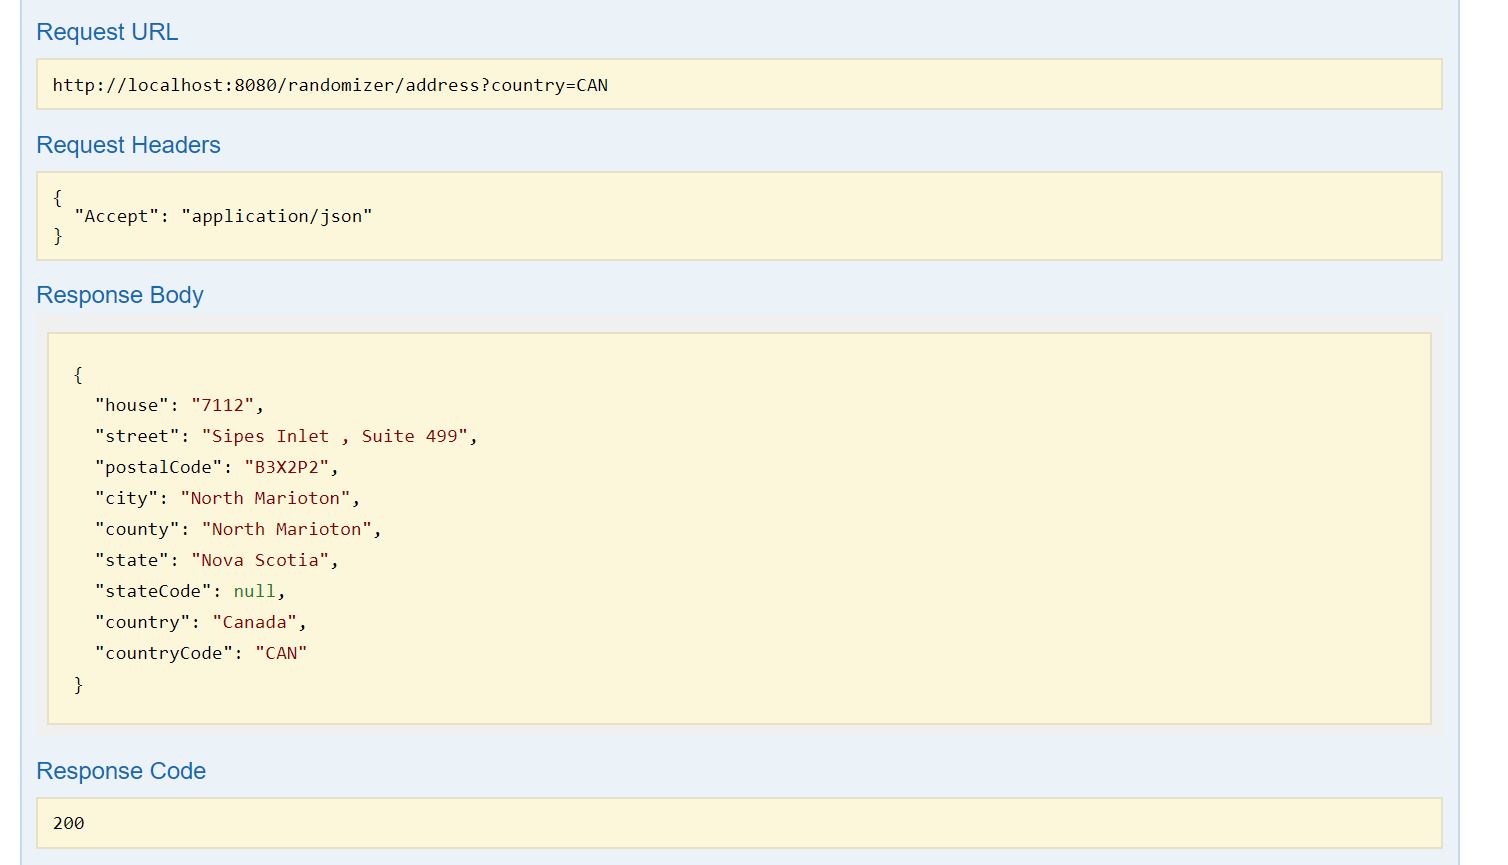 Request URL
http://localhost:8080/randomizer/address?country=CAN
Request Headers
{
  "Accept": "application/json"
}
Response Body
{
  "house": "7112",
  "street": "Sipes Inlet , Suite 499",
  "postalCode": "B3X2P2",
  "city": "North Marioton",
  "county": "North Marioton",
  "state": "Nova Scotia",
  "stateCode": null,
  "country": "Canada",
  "countryCode": "CAN"
}
Response Code
200